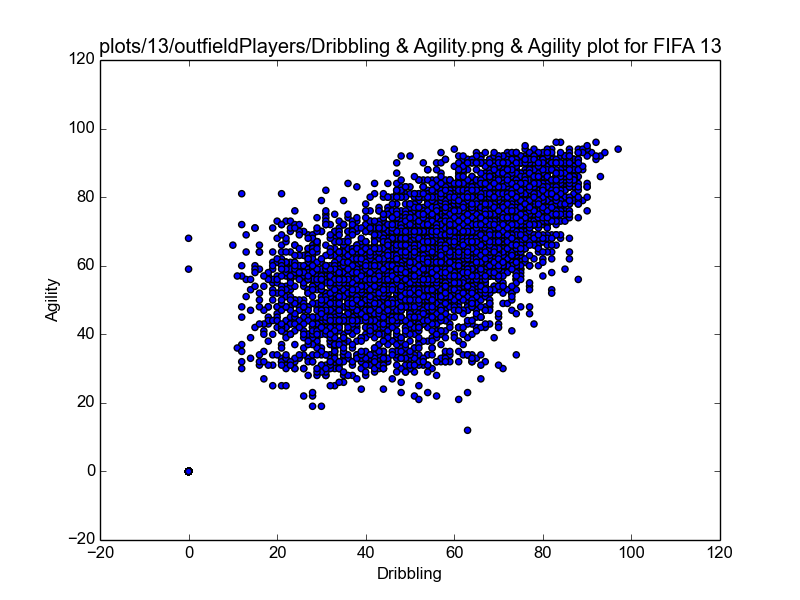 plots/13/outfieldPlayers/Dribbling & Agility.png & Agility plot for FIFA 13
120
100
80
60
40
20
0
−20
Agility
−20 0 20 40 60 80 100 120
Dribbling